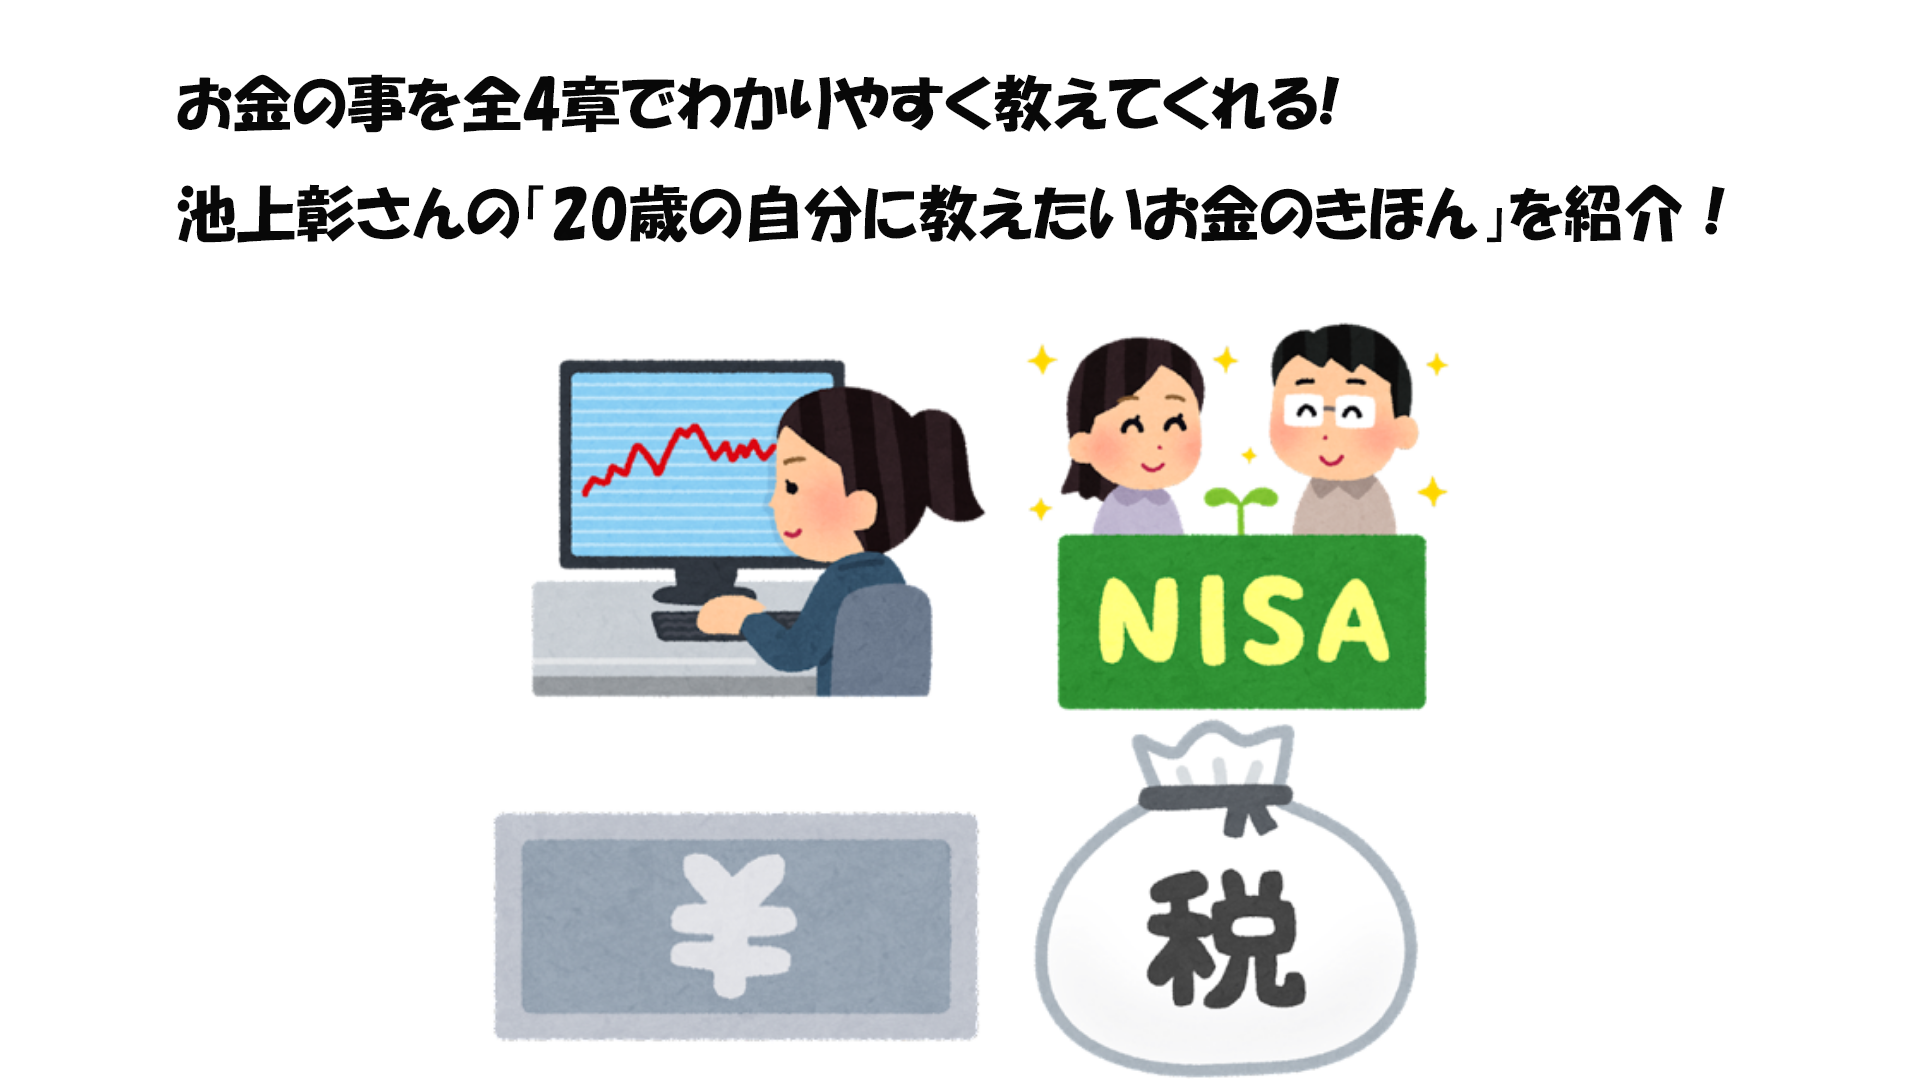 お金の事を全4章でわかりやすく教えてくれる!
池上彰さんの「20歳の自分に教えたいお金のきほん」を紹介！
NISA
¥
税